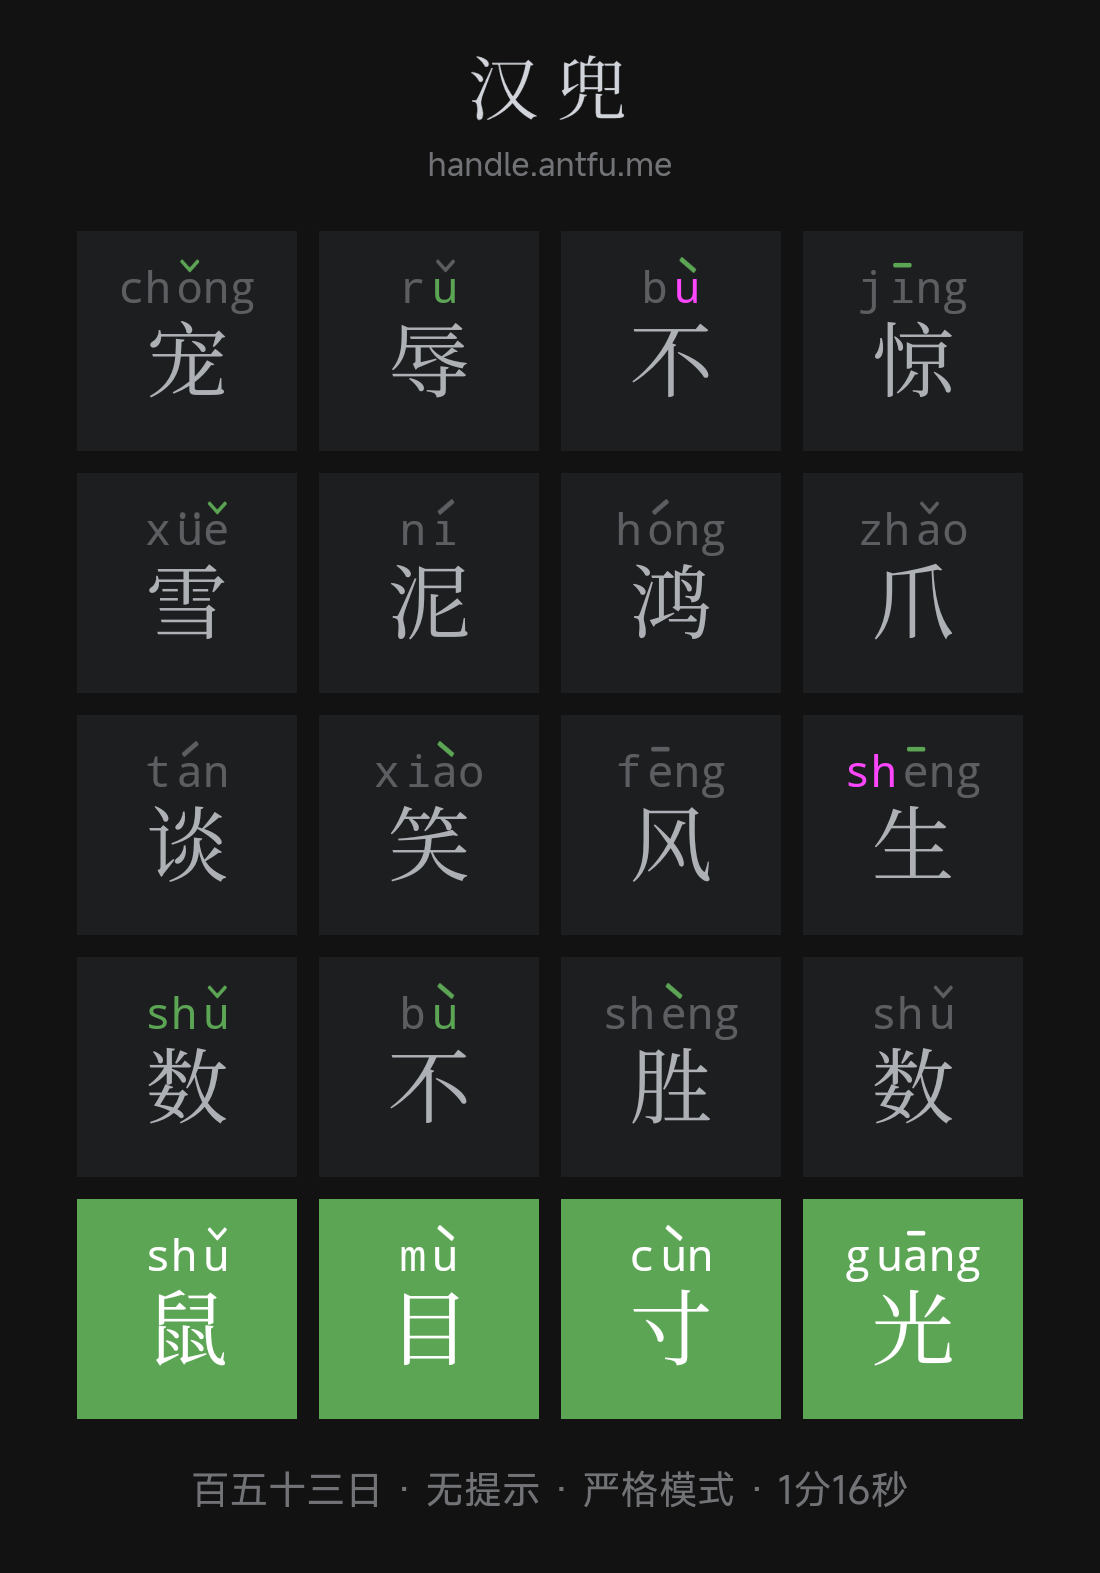 汉兜
handle.antfu.me
chǒng rǔ bù jīng
宠 辱 不 惊
xüě ní hóng zhǎo
雪 泥 鸿 爪
tán xiào fēng shēng
谈 笑 风 生
shǔ bù shèng shǔ
数 不 胜 数
shǔ mù cùn guāng
鼠 目 寸 光
百五十三日 · 无提示 · 严格模式 · 1分16秒